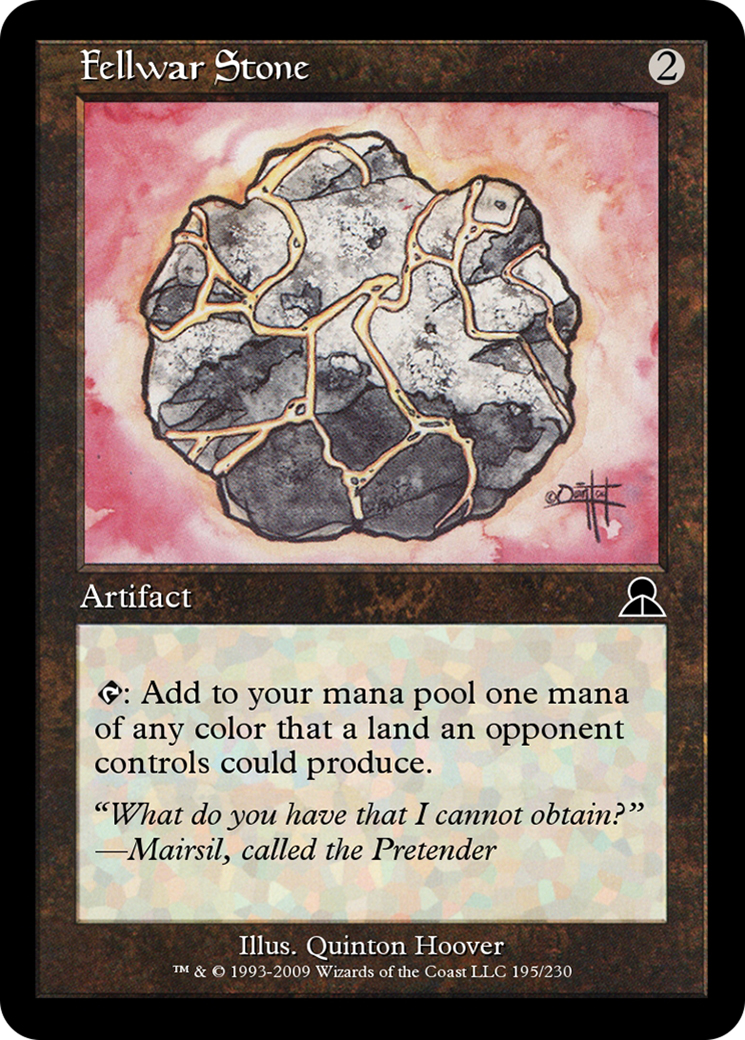 Fellwar Stone
2
Artifact
: Add to your mana pool one mana
of any color that a land an opponent
controls could produce.
“What do you have that I cannot obtain?”
—Mairsil, called the Pretender
Illus. Quinton Hoover
™ & © 1993-2009 Wizards of the Coast LLC 195/230